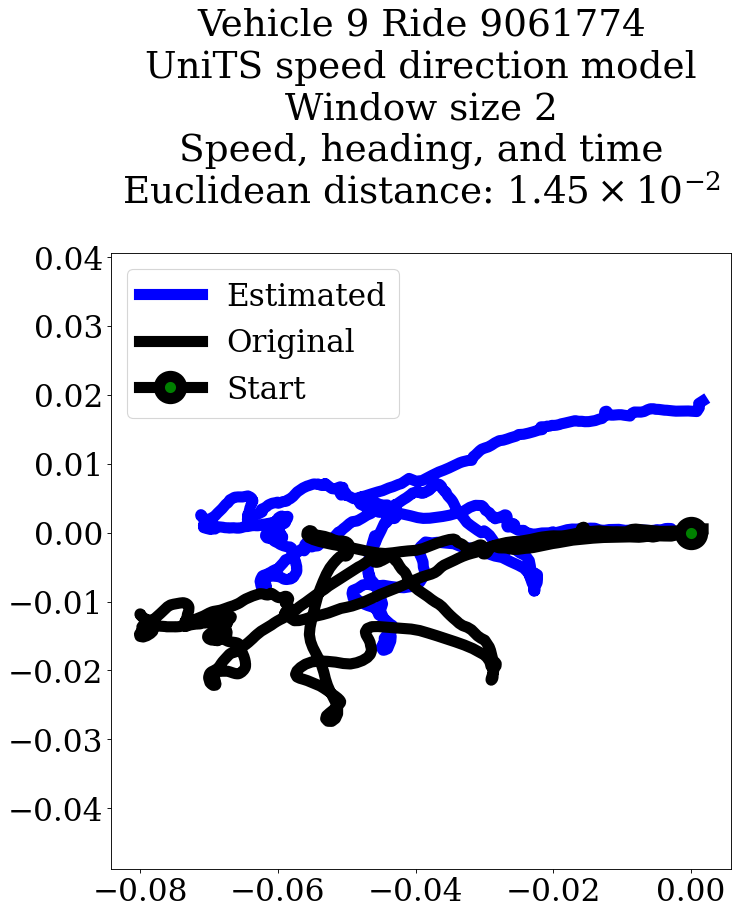 Vehicle 9 Ride 9061774
UniTS speed direction model
Window size 2
Speed, heading, and time
Euclidean distance: 1.45 × 10⁻²
0.04
0.03
0.02
0.01
0.00
−0.01
−0.02
−0.03
−0.04
Estimated
Original
Start
−0.08 −0.06 −0.04 −0.02 0.00